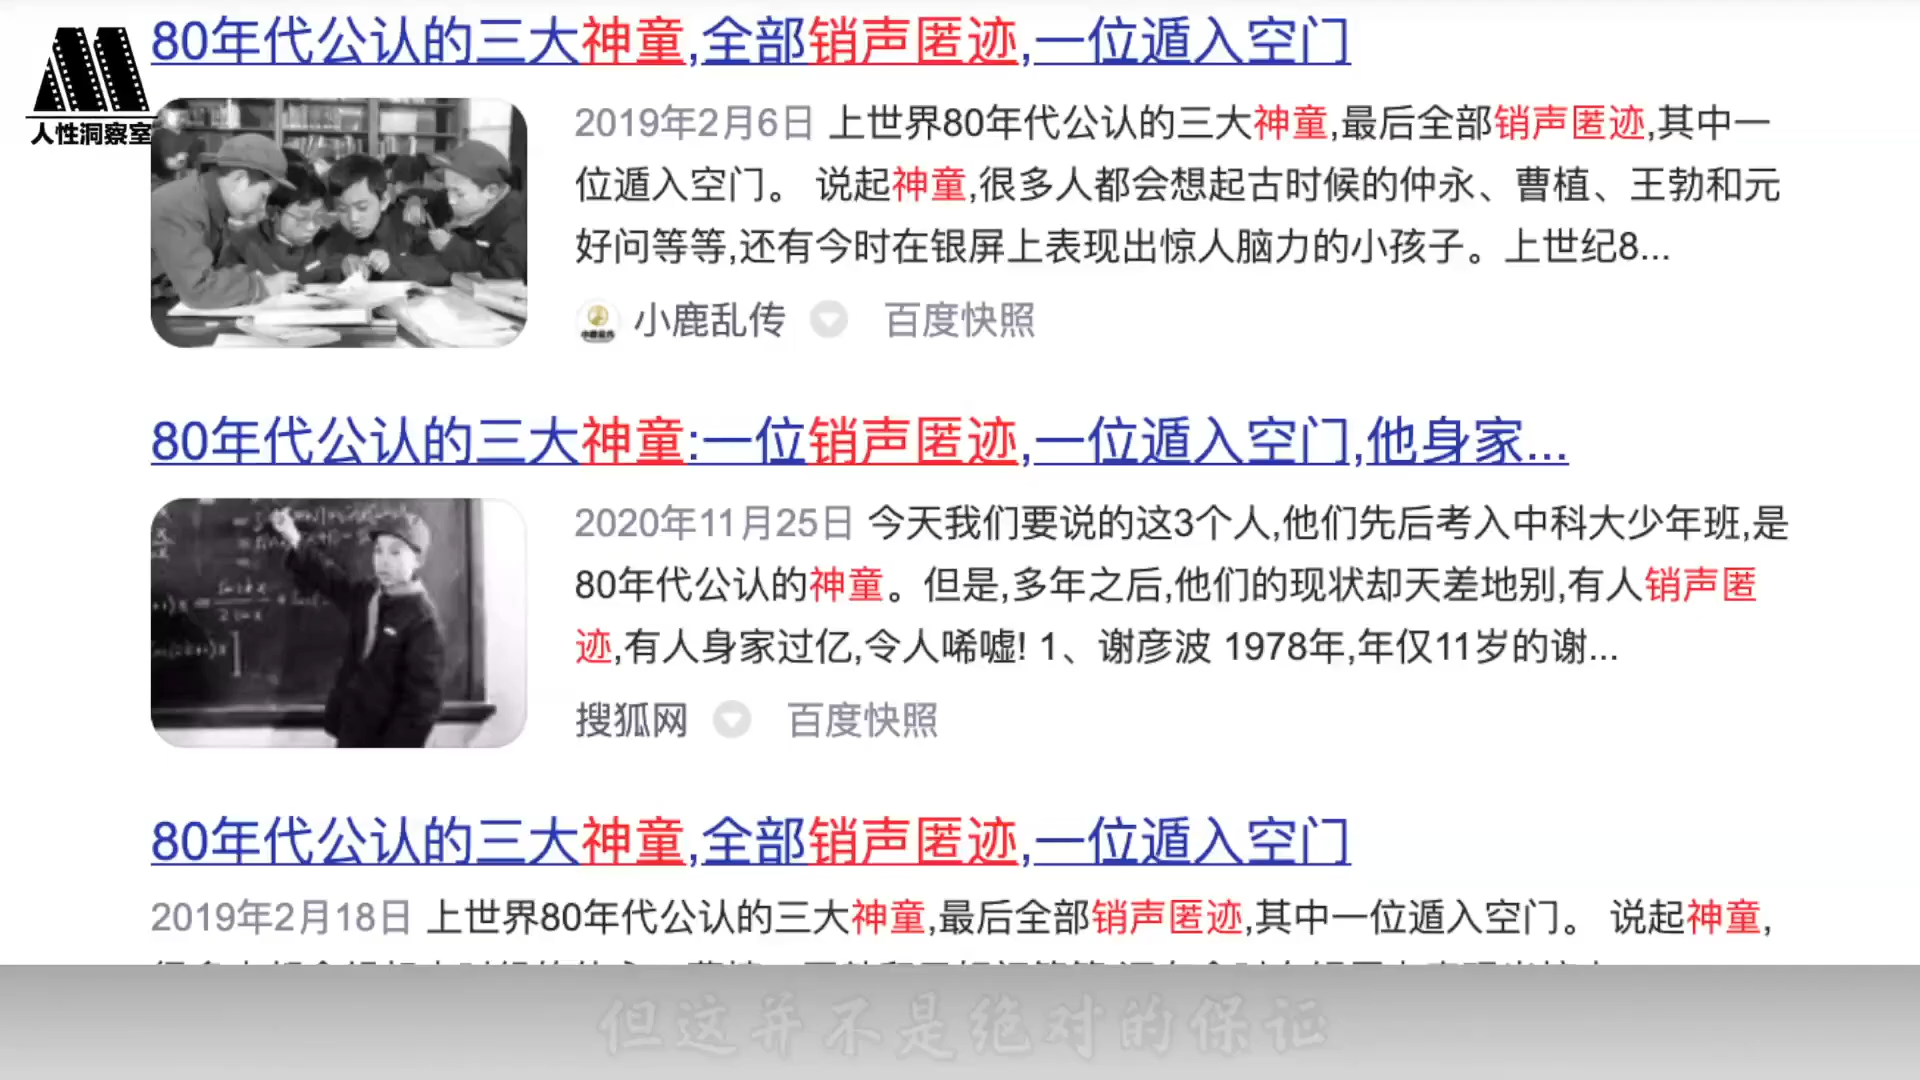 80年代公认的三大神童,全部销声匿迹,一位遁入空门
人性洞察室
2019年2月6日 上世界80年代公认的三大神童,最后全部销声匿迹,其中一
位遁入空门。 说起神童,很多人都会想起古时候的仲永、曹植、王勃和元
好问等等,还有今时在银屏上表现出惊人脑力的小孩子。上世纪8...
小鹿乱传 百度快照
80年代公认的三大神童:一位销声匿迹,一位遁入空门,他身家...
2020年11月25日 今天我们要说的这3个人,他们先后考入中科大少年班,是
80年代公认的神童。但是,多年之后,他们的现状却天差地别,有人销声匿
迹,有人身家过亿,令人唏嘘! 1、谢彦波 1978年,年仅11岁的谢...
搜狐网 百度快照
80年代公认的三大神童,全部销声匿迹,一位遁入空门
2019年2月18日 上世界80年代公认的三大神童,最后全部销声匿迹,其中一位遁入空门。 说起神童,
但这并不是绝对的保证